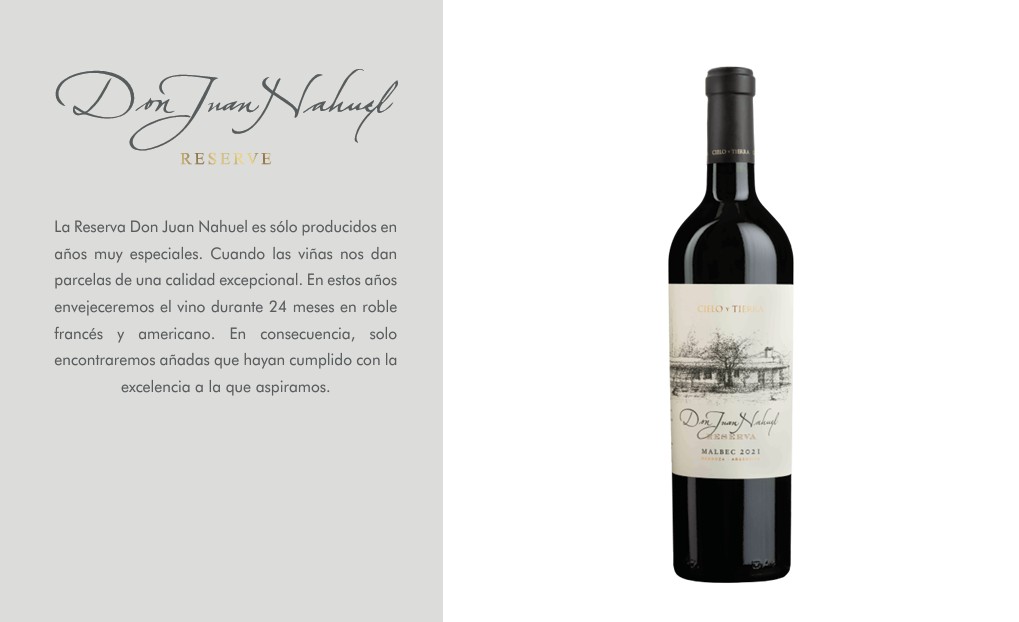 Don Juan Nahuel
RESERVE
La Reserva Don Juan Nahuel es sólo producidos en
años muy especiales. Cuando las viñas nos dan
parcelas de una calidad excepcional. En estos años
envejeceremos el vino durante 24 meses en roble
francés y americano. En consecuencia, solo
encontraremos añadas que hayan cumplido con la
excelencia a la que aspiramos.
CIELO Y TIERRA
CIELO Y TIERRA
Don Juan Nahuel
RESERVA
MALBEC 2021